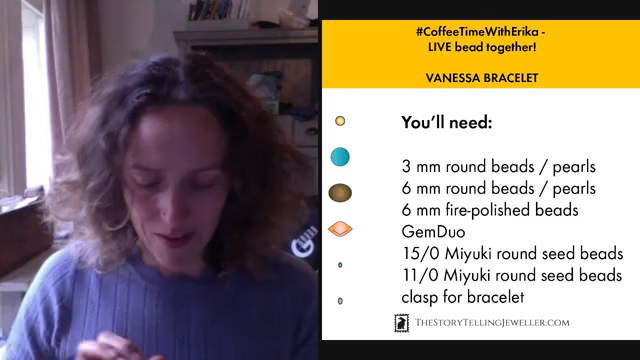 #CoffeeTimeWithErika -
LIVE bead together!
VANESSA BRACELET
You'll need:
3 mm round beads / pearls
6 mm round beads / pearls
6 mm fire-polished beads
GemDuo
15/0 Miyuki round seed beads
11/0 Miyuki round seed beads
clasp for bracelet
TheStoryTellingJeweller.com